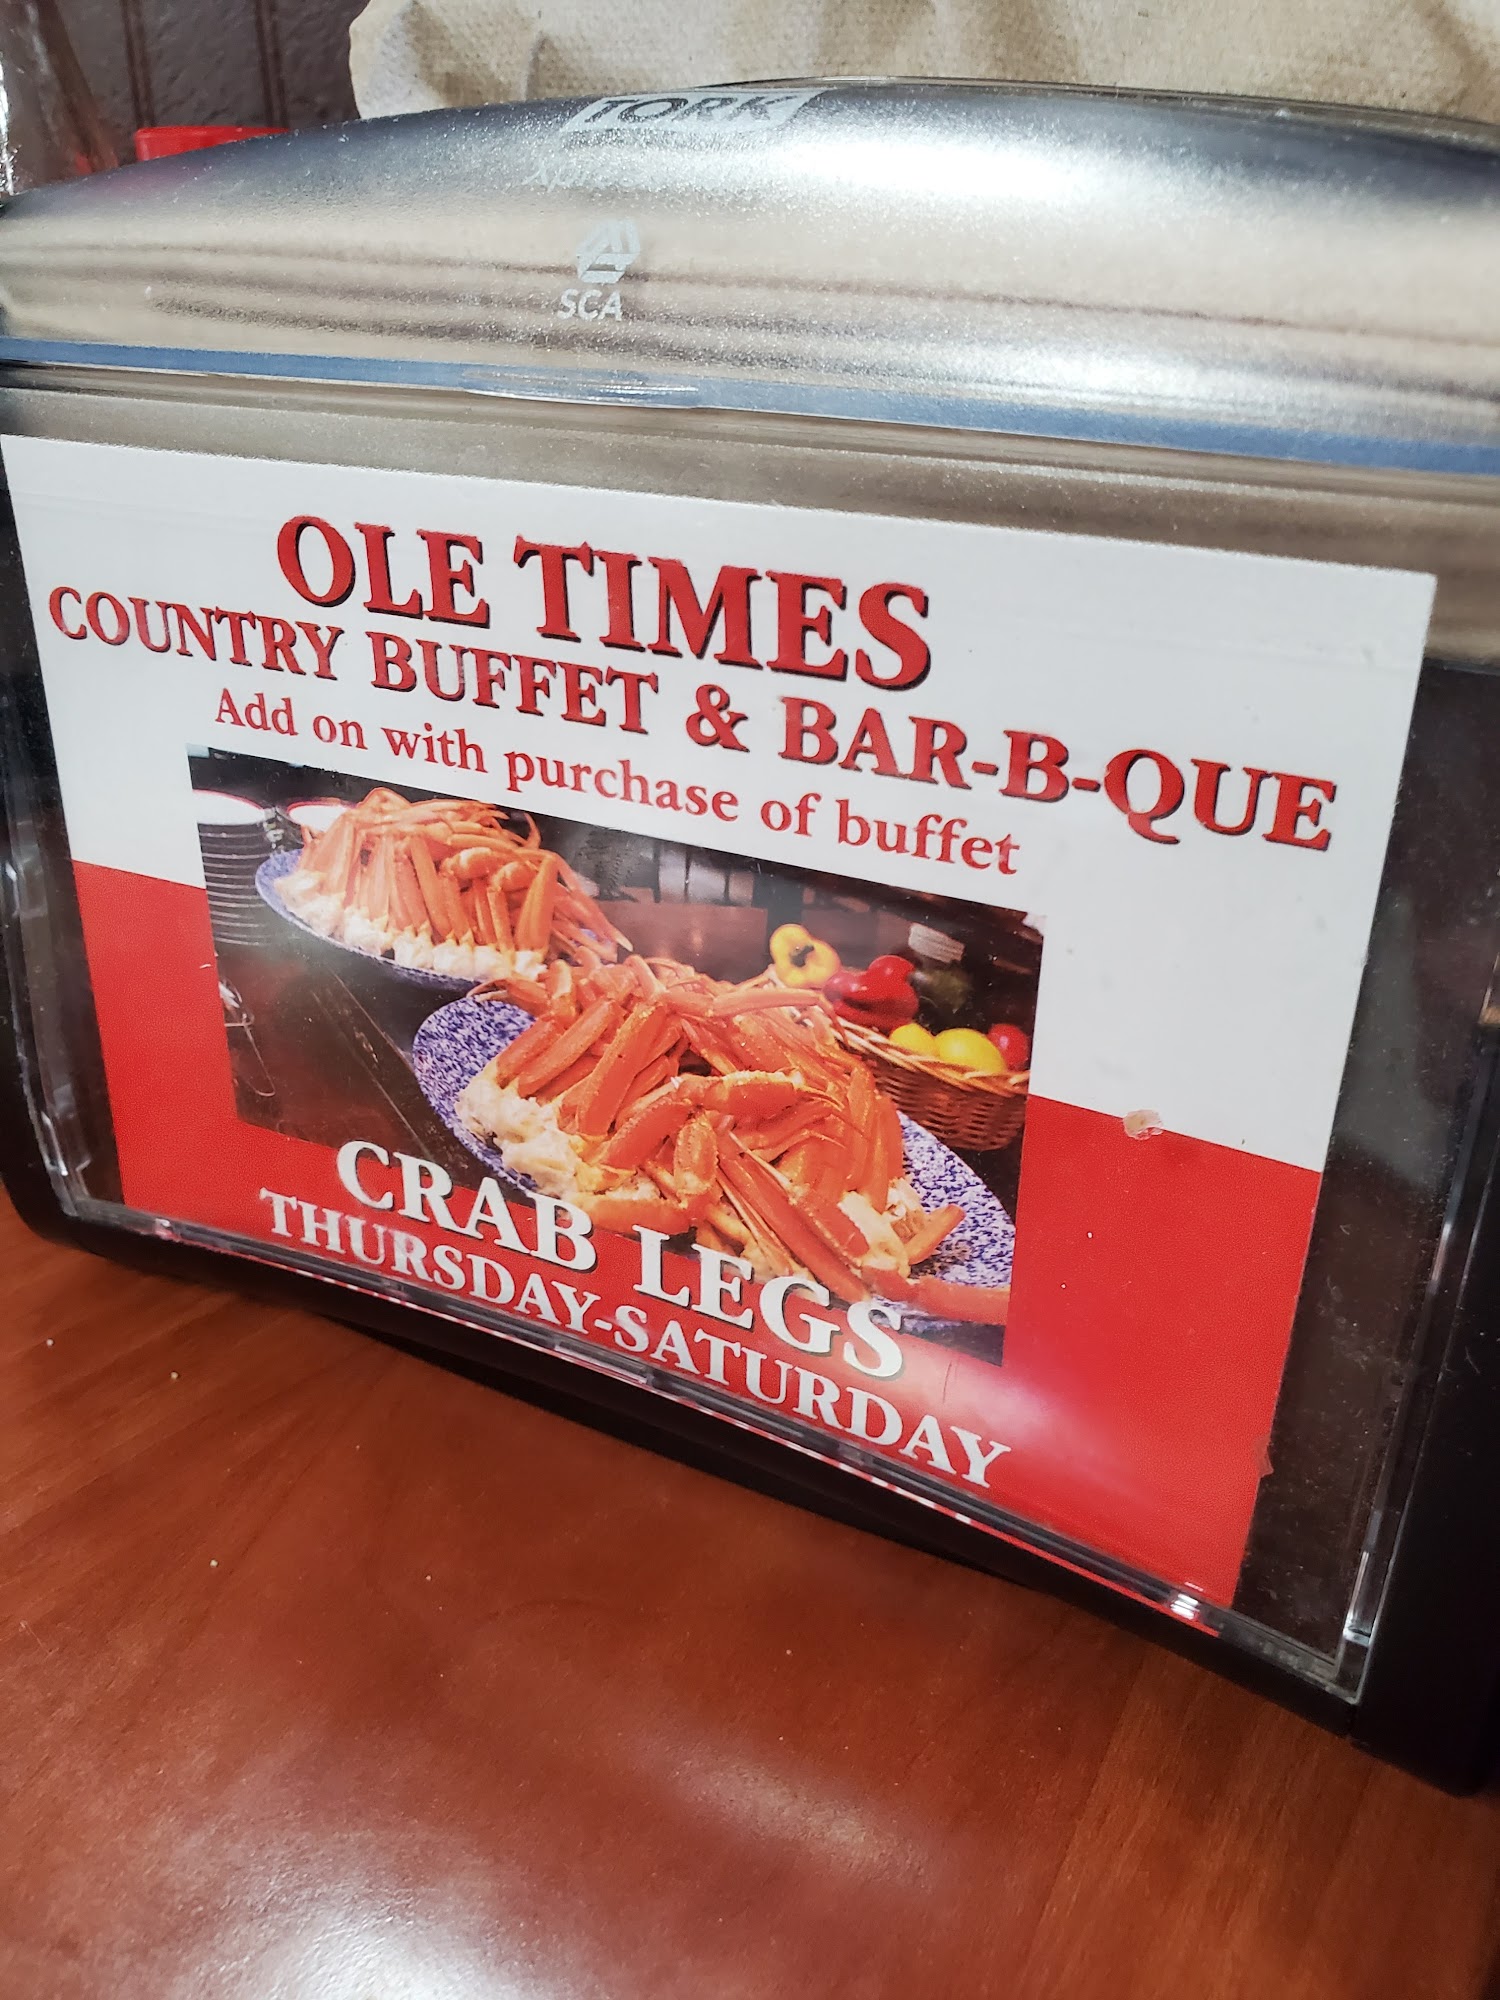 TORK
SCA
OLE TIMES
COUNTRY BUFFET & BAR-B-QUE
Add on with purchase of buffet
CRAB LEGS
THURSDAY-SATURDAY